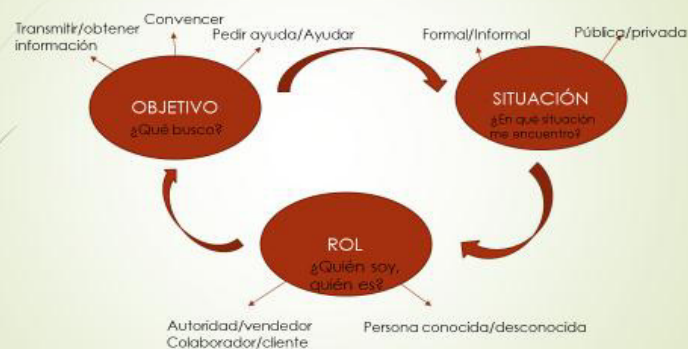 Transmitir/obtener
información
Convencer
Pedir ayuda/Ayudar
OBJETIVO
¿Qué busco?
Formal/Informal
Pública/privada
SITUACIÓN
¿En qué situación
me encuentro?
ROL
¿Quién soy,
quién es?
Autoridad/vendedor
Colaborador/cliente
Persona conocida/desconocida